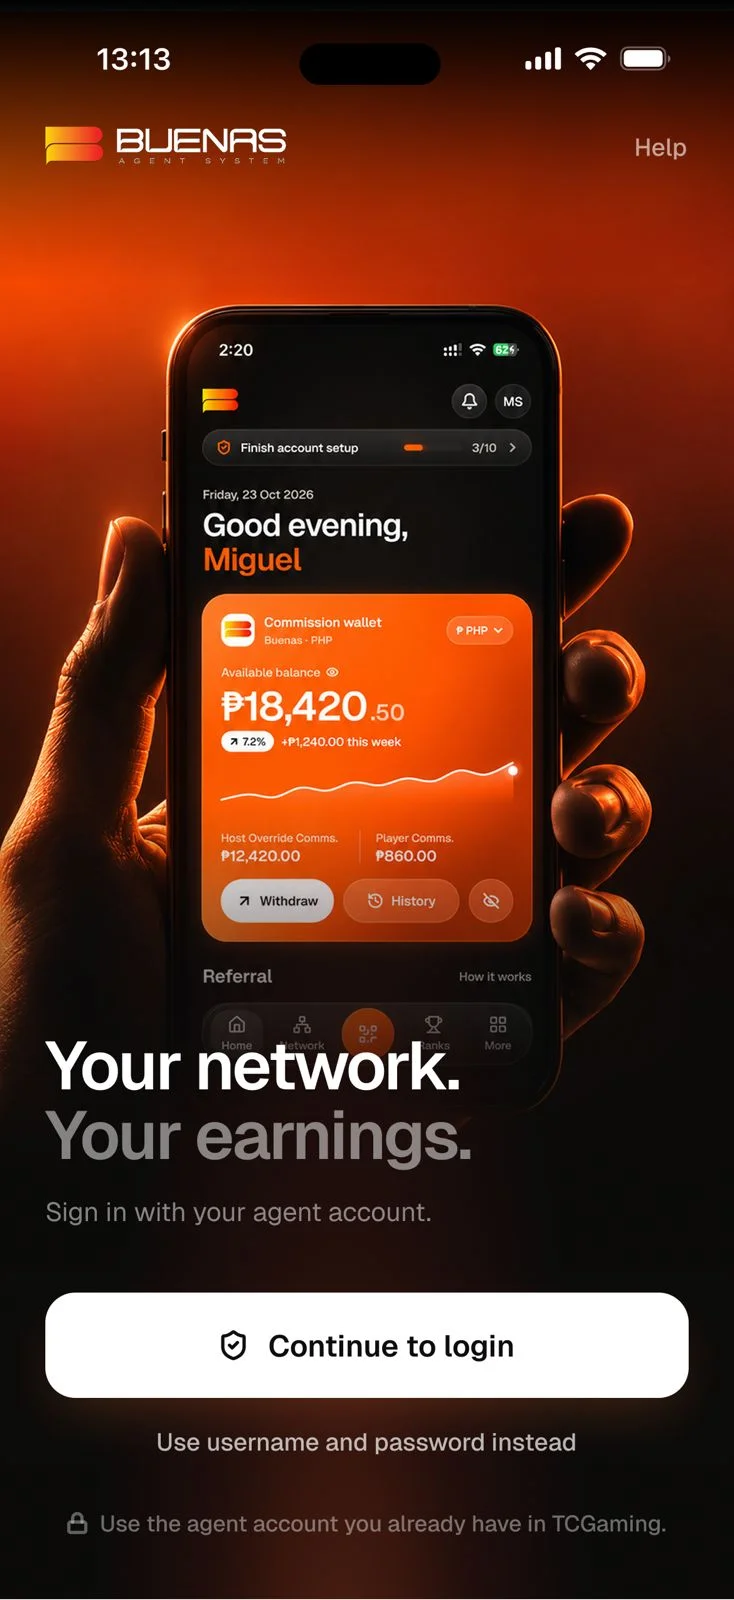 13:13
BUENAS
AGENT SYSTEM
Help
2:20
62
MS
Finish account setup
3/10
Friday, 23 Oct 2026
Good evening,
Miguel
Commission wallet
Buenas · PHP
₱ PHP
Available balance
₱18,420.50
7.2%
+₱1,240.00 this week
Host Override Comms.
Player Comms.
₱12,420.00
₱860.00
Withdraw
History
Referral
How it works
Home
More
Your network.
Your earnings.
Sign in with your agent account.
Continue to login
Use username and password instead
Use the agent account you already have in TCGaming.